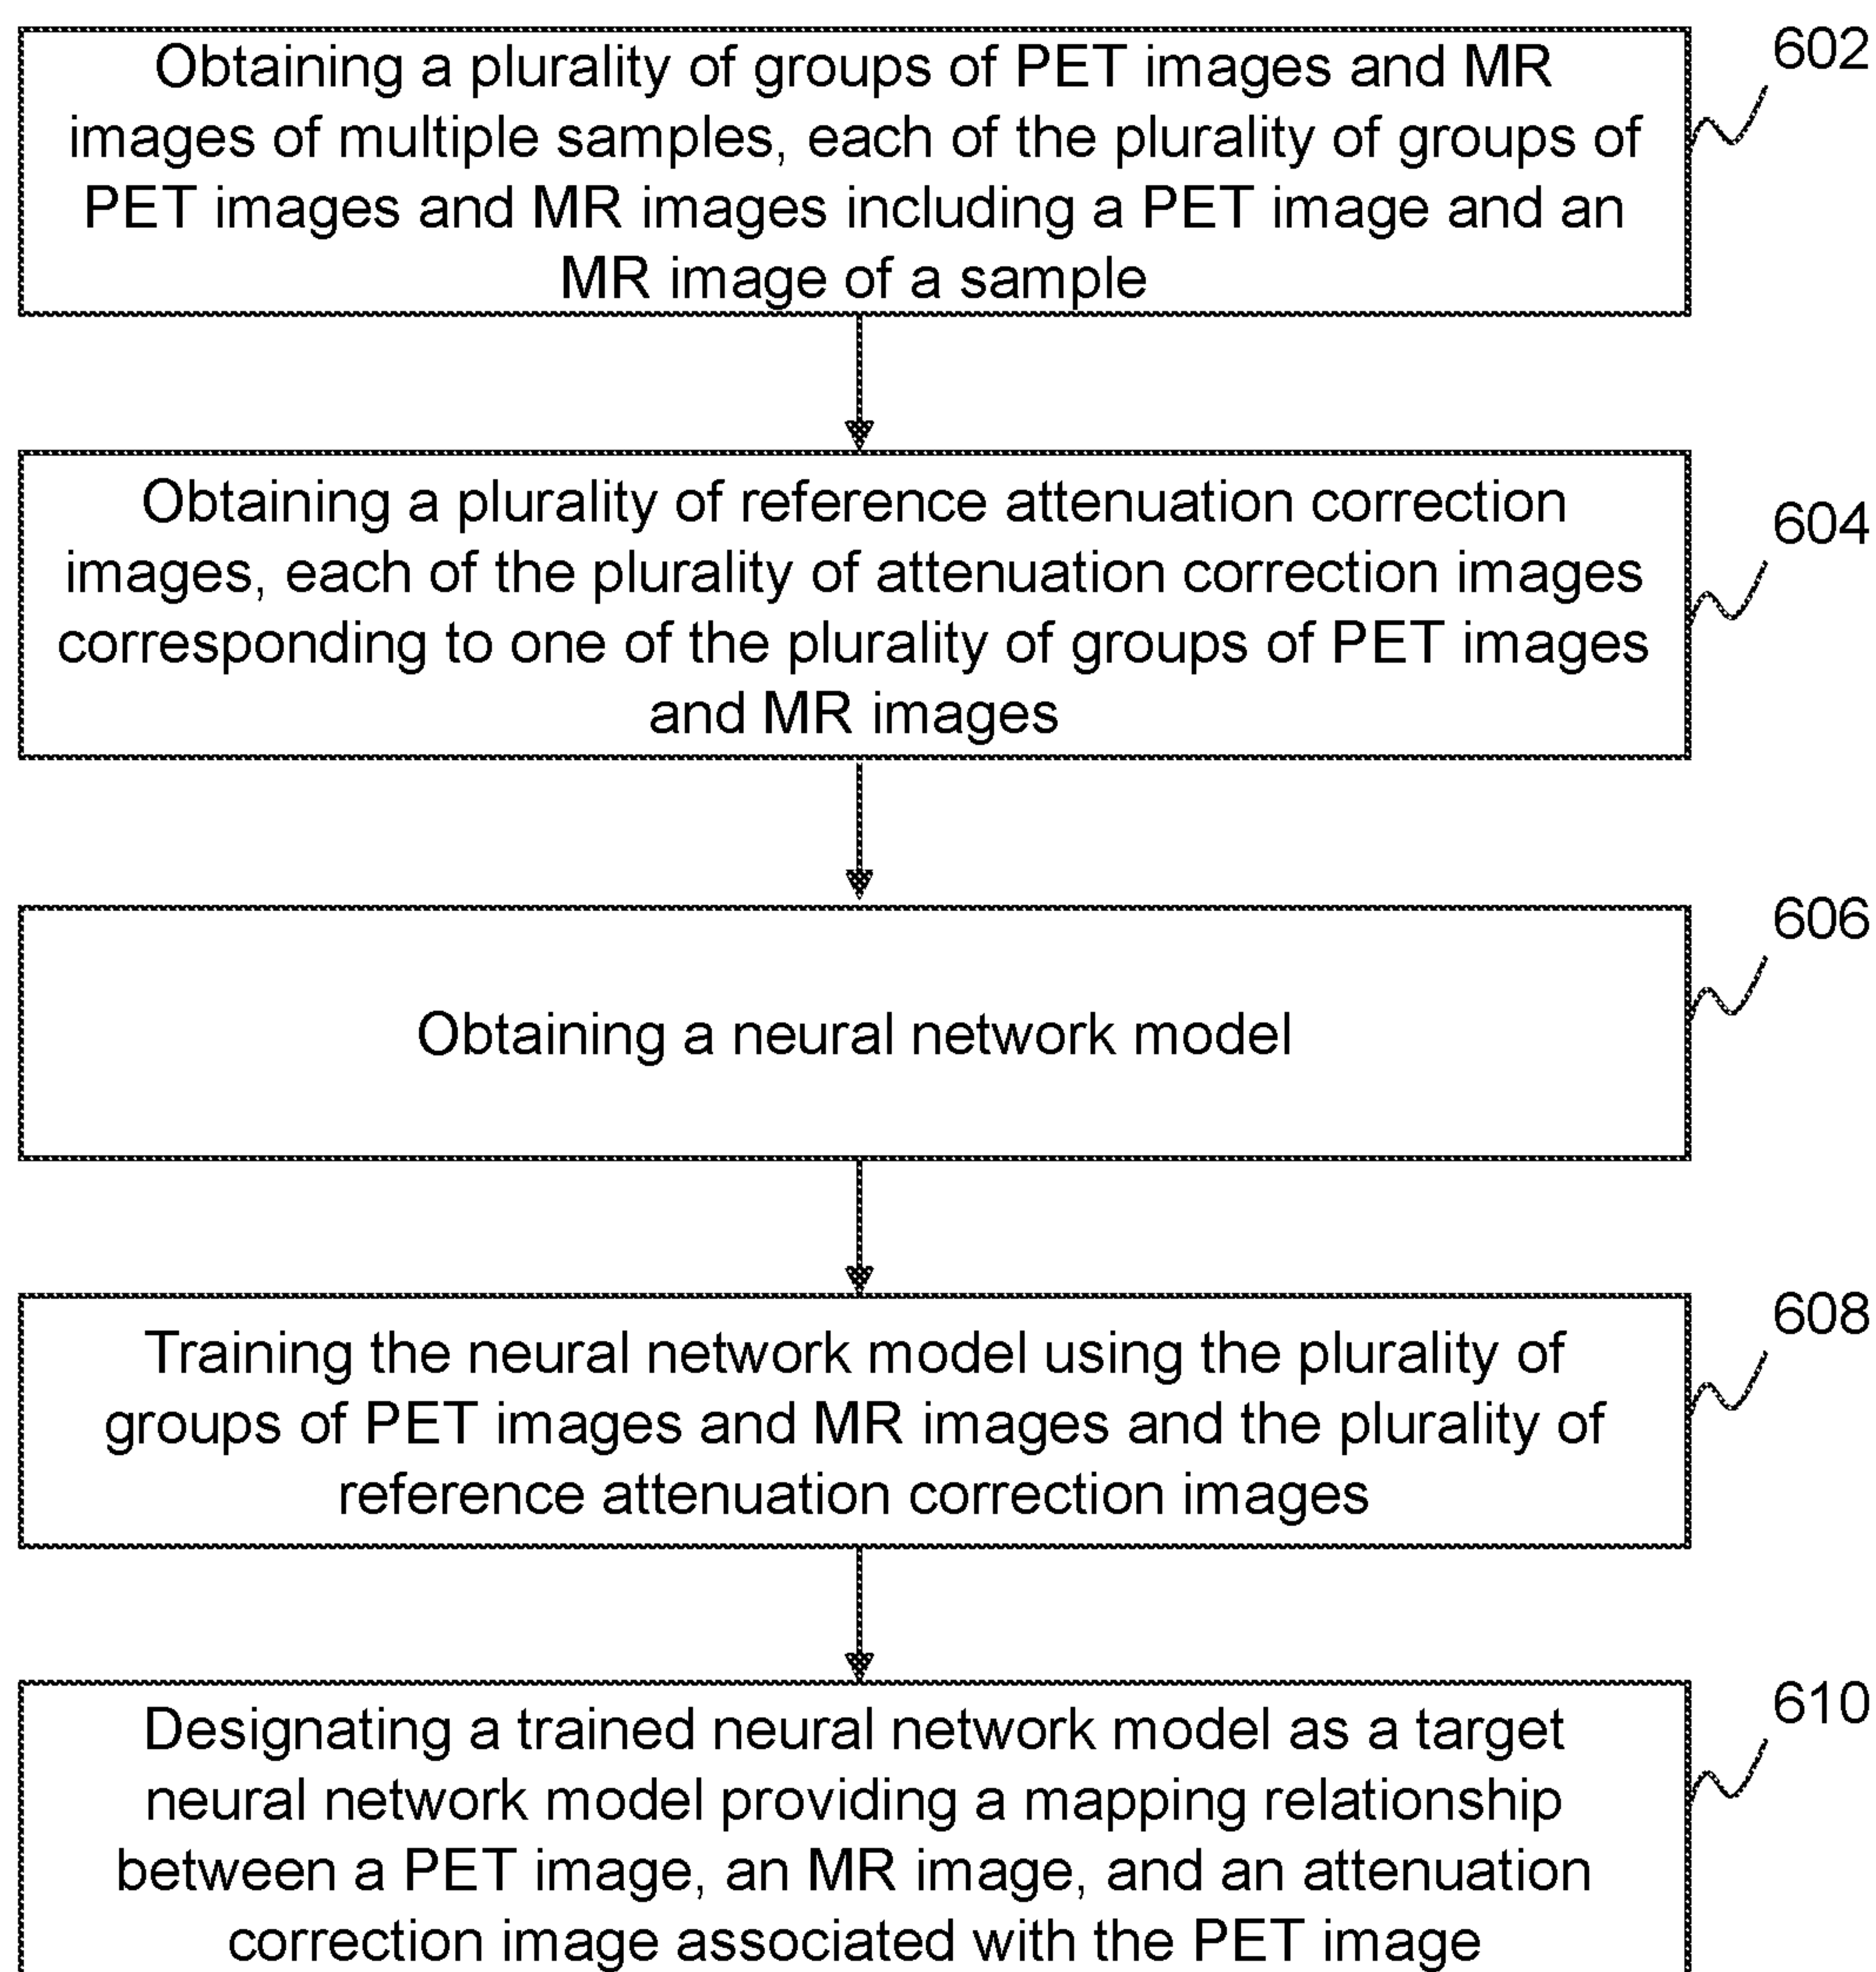 Obtaining a plurality of groups of PET images and MR
images of multiple samples, each of the plurality of groups of
PET images and MR images including a PET image and an
MR image of a sample
602
Obtaining a plurality of reference attenuation correction
images, each of the plurality of attenuation correction images
corresponding to one of the plurality of groups of PET images
and MR images
604
Obtaining a neural network model
606
Training the neural network model using the plurality of
groups of PET images and MR images and the plurality of
reference attenuation correction images
608
Designating a trained neural network model as a target
neural network model providing a mapping relationship
between a PET image, an MR image, and an attenuation
correction image associated with the PET image
610